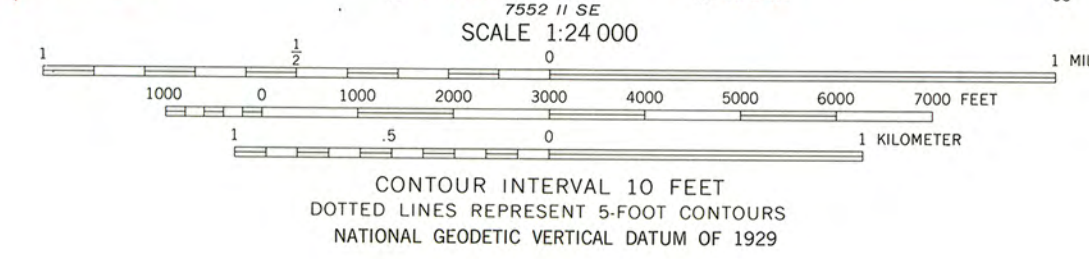 7552 II SE
SCALE 1:24 000
1 1/2 0 1
1000 0 1000 2000 3000 4000 5000 6000 7000 FEET
1 .5 0 1 KILOMETER
CONTOUR INTERVAL 10 FEET
DOTTED LINES REPRESENT 5-FOOT CONTOURS
NATIONAL GEODETIC VERTICAL DATUM OF 1929